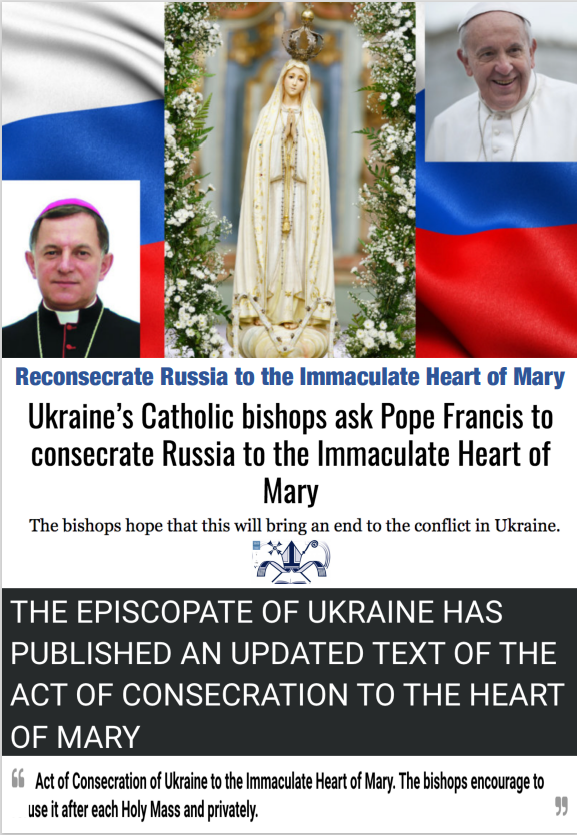 Reconsecrate Russia to the Immaculate Heart of Mary
Ukraine’s Catholic bishops ask Pope Francis to
consecrate Russia to the Immaculate Heart of
Mary
The bishops hope that this will bring an end to the conflict in Ukraine.
THE EPISCOPATE OF UKRAINE HAS
PUBLISHED AN UPDATED TEXT OF THE
ACT OF CONSECRATION TO THE HEART
OF MARY
“ Act of Consecration of Ukraine to the Immaculate Heart of Mary. The bishops encourage to
use it after each Holy Mass and privately. ”